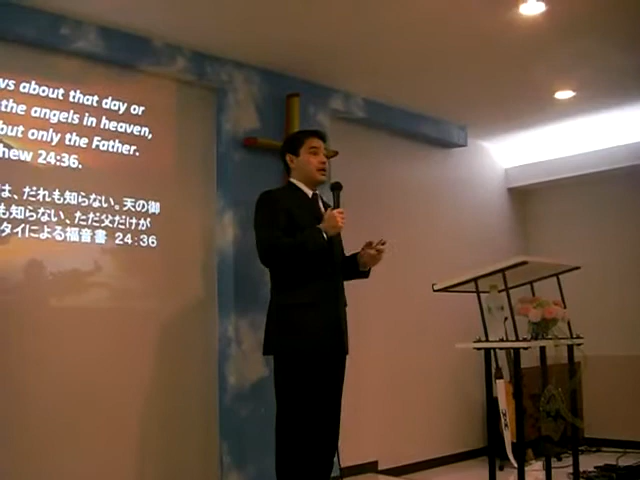 ws about that day or
the angels in heaven,
but only the Father.
hew 24:36.
は、だれも知らない。天の御
も知らない、ただ父だけが
タイによる福音書 24:36